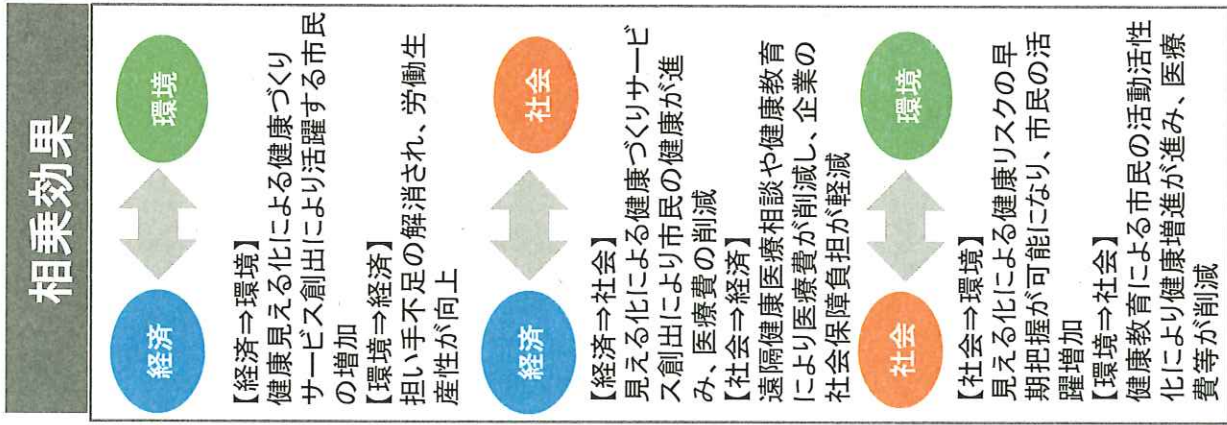 相乗効果
経済
環境
【経済⇒環境】
健康見える化による健康づくり
サービス創出により活躍する市民
の増加
【環境⇒経済】
担い手不足の解消され、労働生
産性が向上
経済
社会
【経済⇒社会】
見える化による健康づくりサービ
ス創出により市民の健康が進
み、医療費の削減
【社会⇒経済】
遠隔健康医療相談や健康教育
により医療費が削減し、企業の
社会保障負担が軽減
社会
環境
【社会⇒環境】
見える化による健康リスクの早
期把握が可能になり、市民の活
躍増加
【環境⇒社会】
健康教育による市民の活動活性
化により健康増進が進み、医療
費等が削減